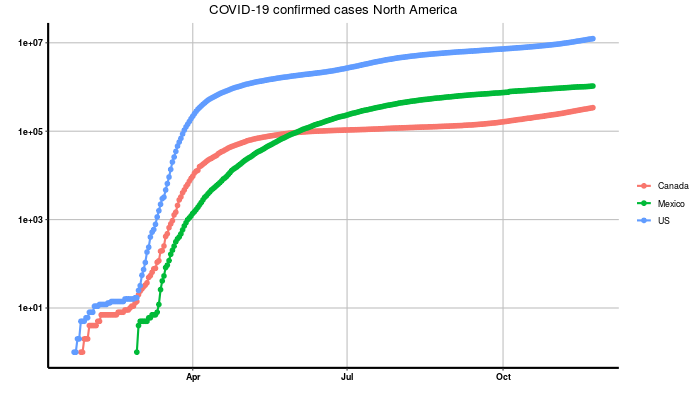 COVID-19 confirmed cases North America
1e+07
1e+05
1e+03
1e+01
Apr Jul Oct
Canada
Mexico
US